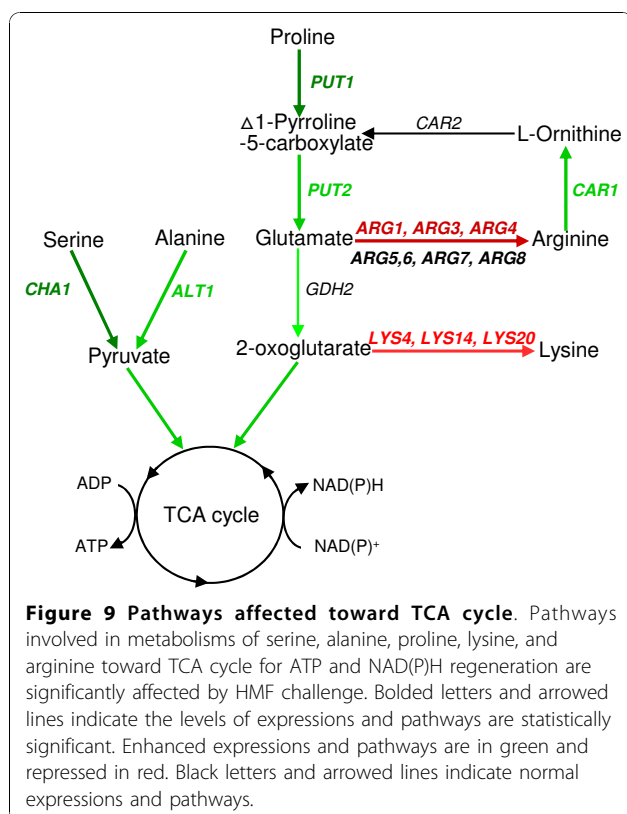 Proline
PUT1
△1-Pyrroline
-5-carboxylate
CAR2
L-Ornithine
PUT2
CAR1
Serine
Alanine
Glutamate
ARG1, ARG3, ARG4
Arginine
ARG5,6, ARG7, ARG8
CHA1
ALT1
GDH2
Pyruvate
2-oxoglutarate
LYS4, LYS14, LYS20
Lysine
ADP
NAD(P)H
TCA cycle
ATP
NAD(P)+
Figure 9 Pathways affected toward TCA cycle. Pathways
involved in metabolisms of serine, alanine, proline, lysine, and
arginine toward TCA cycle for ATP and NAD(P)H regeneration are
significantly affected by HMF challenge. Bolded letters and arrowed
lines indicate the levels of expressions and pathways are statistically
significant. Enhanced expressions and pathways are in green and
repressed in red. Black letters and arrowed lines indicate normal
expressions and pathways.